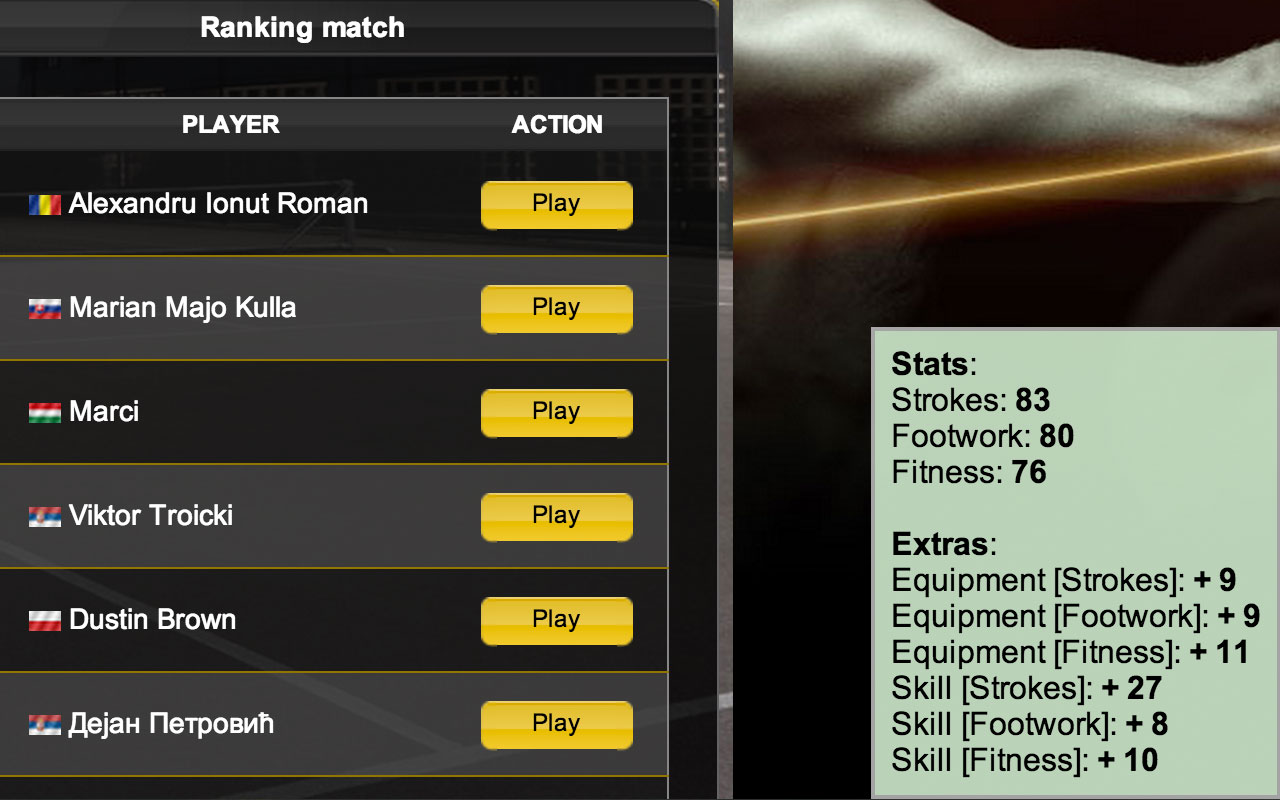 Ranking match
PLAYER ACTION
Alexandru Ionut Roman Play
Marian Majo Kulla Play
Marci Play
Viktor Troicki Play
Dustin Brown Play
Дејан Петровић Play
Stats:
Strokes: 83
Footwork: 80
Fitness: 76
Extras:
Equipment [Strokes]: + 9
Equipment [Footwork]: + 9
Equipment [Fitness]: + 11
Skill [Strokes]: + 27
Skill [Footwork]: + 8
Skill [Fitness]: + 10